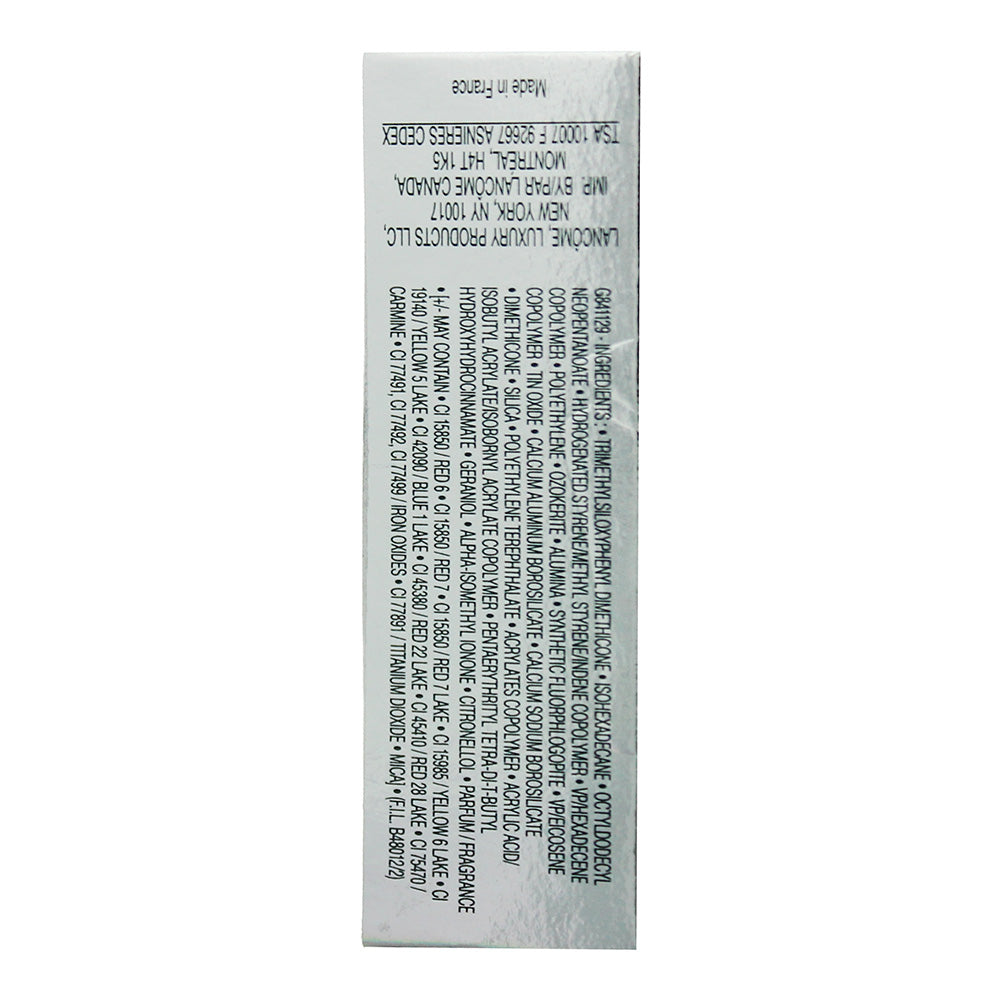 LANCÔME, LUXURY PRODUCTS LLC,
NEW YORK, NY 10017
IMP. BY/PAR LANCÔME CANADA,
MONTRÉAL, H4T 1K5
TSA 10007 F 92667 ASNIERES CEDEX
Made in France
G841129 - INGREDIENTS : • TRIMETHYLSILOXYPHENYL DIMETHICONE • ISOHEXADECANE • OCTYLDODECYL
NEOPENTANOATE • HYDROGENATED STYRENE/METHYL STYRENE/INDENE COPOLYMER • VP/HEXADECENE
COPOLYMER • POLYETHYLENE • OZOKERITE • ALUMINA • SYNTHETIC FLUORPHLOGOPITE • VP/EICOSENE
COPOLYMER • TIN OXIDE • CALCIUM ALUMINUM BOROSILICATE • CALCIUM SODIUM BOROSILICATE
• DIMETHICONE • SILICA • POLYETHYLENE TEREPHTHALATE • ACRYLATES COPOLYMER • ACRYLIC ACID/
ISOBUTYL ACRYLATE/ISOBORNYL ACRYLATE COPOLYMER • PENTAERYTHRITYL TETRA-DI-T-BUTYL
HYDROXYHYDROCINNAMATE • GERANIOL • ALPHA-ISOMETHYL IONONE • CITRONELLOL • PARFUM / FRAGRANCE
• [+/- MAY CONTAIN • CI 15850 / RED 6 • CI 15850 / RED 7 • CI 15850 / RED 7 LAKE • CI 15985 / YELLOW 6 LAKE • CI
19140 / YELLOW 5 LAKE • CI 42090 / BLUE 1 LAKE • CI 45380 / RED 22 LAKE • CI 45410 / RED 28 LAKE • CI 75470 /
CARMINE • CI 77491, CI 77492, CI 77499 / IRON OXIDES • CI 77891 / TITANIUM DIOXIDE • MICA] • (F.I.L. B48012/2)